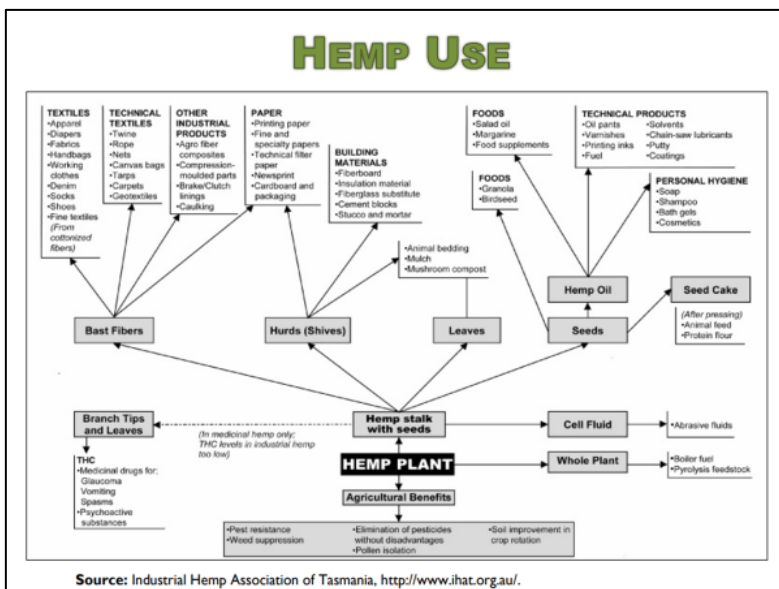 HEMP USE
TEXTILES
•Apparel
•Diapers
•Fabrics
•Handbags
•Working
clothes
•Denim
•Socks
•Shoes
•Fine textiles
(From
cottonized
fibers)
TECHNICAL
TEXTILES
•Twine
•Rope
•Nets
•Canvas bags
•Tarps
•Carpets
•Geotextiles
OTHER
INDUSTRIAL
PRODUCTS
•Agro fiber
composites
•Compression-
moulded parts
•Brake/Clutch
linings
•Caulking
PAPER
•Printing paper
•Fine and
specialty papers
•Technical filter
paper
•Newsprint
•Cardboard and
packaging
BUILDING
MATERIALS
•Fiberboard
•Insulation material
•Fiberglass substitute
•Cement blocks
•Stucco and mortar
•Animal bedding
•Mulch
•Mushroom compost
FOODS
•Salad oil
•Margarine
•Food supplements
FOODS
•Granola
•Birdseed
TECHNICAL PRODUCTS
•Oil pants
•Varnishes
•Printing inks
•Fuel
•Solvents
•Chain-saw lubricants
•Putty
•Coatings
PERSONAL HYGIENE
•Soap
•Shampoo
•Bath gels
•Cosmetics
Hemp Oil
Seed Cake
Bast Fibers
Hurds (Shives)
Leaves
Seeds
(After pressing)
•Animal feed
•Protein flour
Branch Tips
and Leaves
(In medicinal hemp only;
THC levels in industrial hemp
too low)
Hemp stalk
with seeds
Cell Fluid
•Abrasive fluids
THC
•Medicinal drugs for;
Glaucoma
Vomiting
Spasms
•Psychoactive
substances
HEMP PLANT
Whole Plant
•Boiler fuel
•Pyrolysis feedstock
Agricultural Benefits
•Pest resistance
•Weed suppression
•Elimination of pesticides
without disadvantages
•Pollen isolation
•Soil improvement in
crop rotation
Source: Industrial Hemp Association of Tasmania, http://www.ihat.org.au/.